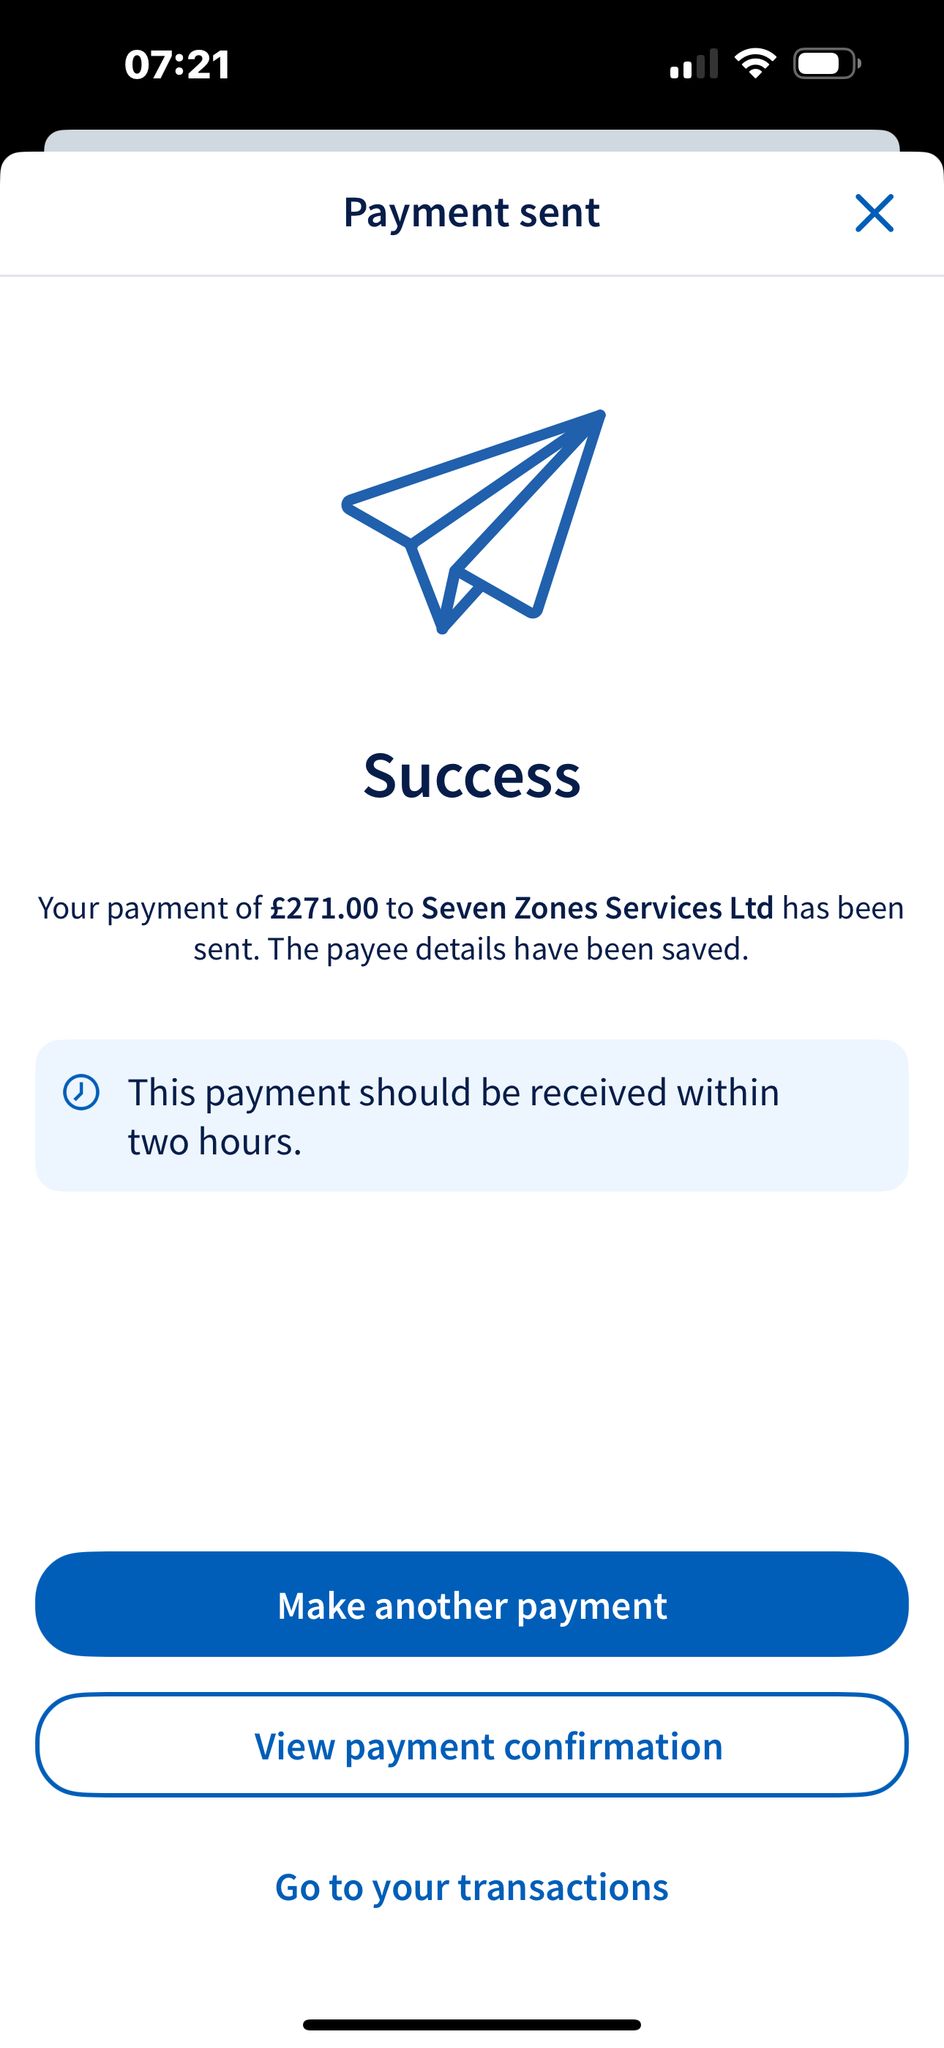 07:21
Payment sent
Success
Your payment of £271.00 to Seven Zones Services Ltd has been
sent. The payee details have been saved.
This payment should be received within
two hours.
Make another payment
View payment confirmation
Go to your transactions